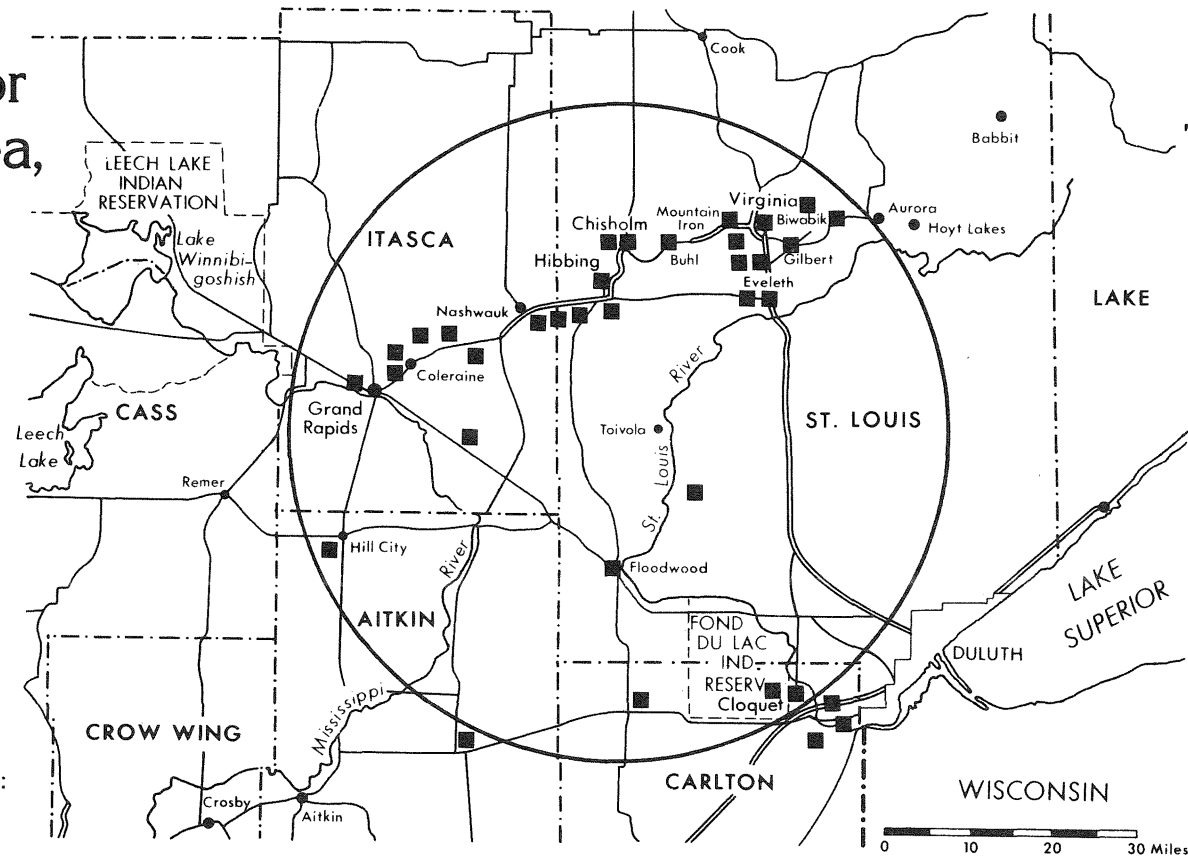 or
ea,
Cook
Babbit
LEECH LAKE
INDIAN
RESERVATION
Lake
Winnibi-
goshish
ITASCA
Virginia
Mountain
Iron
Biwabik
Aurora
Hoyt Lakes
Chisholm
Buhl
Gilbert
Hibbing
Eveleth
Nashwauk
LAKE
Coleraine
River
CASS
Grand
Rapids
ST. LOUIS
Leech
Lake
Toivola
St. Louis
Remer
Hill City
River
Floodwood
AITKIN
FOND
DU LAC
IND.
RESERV.
Cloquet
LAKE
SUPERIOR
DULUTH
Mississippi
CROW WING
CARLTON
WISCONSIN
:
Crosby
Aitkin
0 10 20 30 Miles